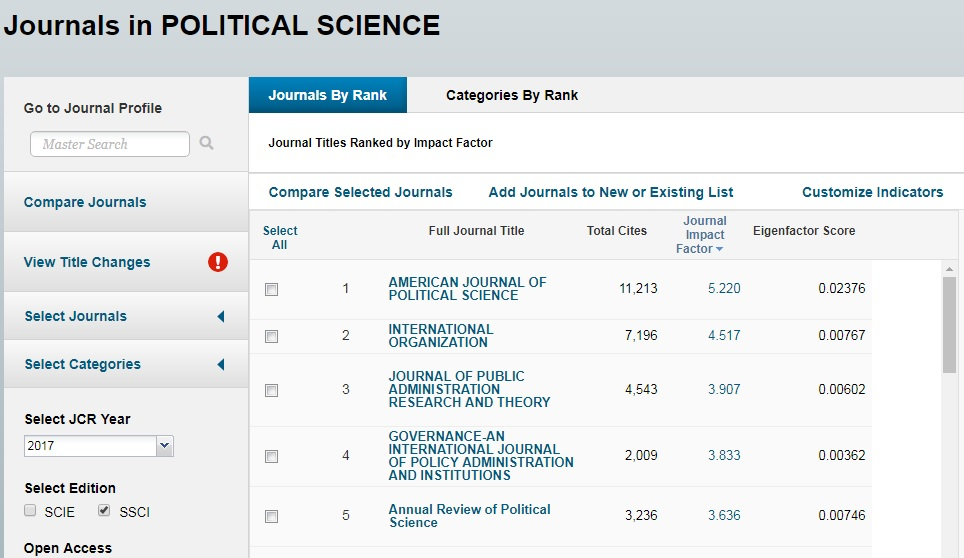 Journals in POLITICAL SCIENCE
Go to Journal Profile
Master Search
Compare Journals
View Title Changes
Select Journals
Select Categories
Select JCR Year
2017
Select Edition
SCIE SSCI
Open Access
Journals By Rank Categories By Rank
Journal Titles Ranked by Impact Factor
Compare Selected Journals Add Journals to New or Existing List Customize Indicators
Select
All
Full Journal Title
Total Cites
Journal
Impact
Factor
Eigenfactor Score
1
AMERICAN JOURNAL OF
POLITICAL SCIENCE
11,213 5.220 0.02376
2
INTERNATIONAL
ORGANIZATION
7,196 4.517 0.00767
3
JOURNAL OF PUBLIC
ADMINISTRATION
RESEARCH AND THEORY
4,543 3.907 0.00602
4
GOVERNANCE-AN
INTERNATIONAL JOURNAL
OF POLICY ADMINISTRATION
AND INSTITUTIONS
2,009 3.833 0.00362
5
Annual Review of Political
Science
3,236 3.636 0.00746